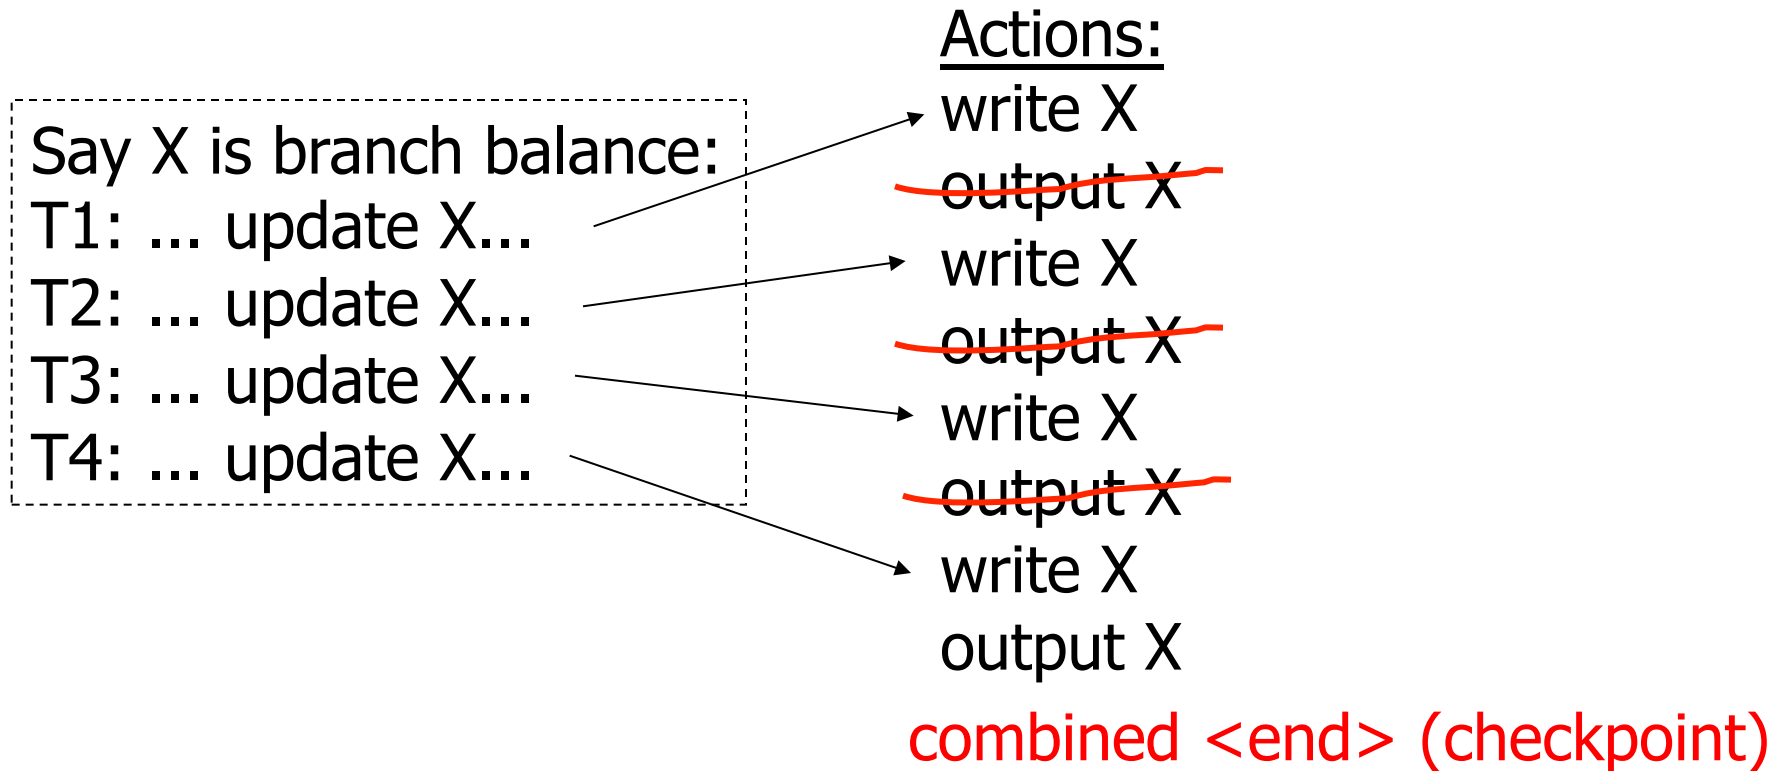 Say X is branch balance:
T1: ... update X...
T2: ... update X...
T3: ... update X...
T4: ... update X...
Actions:
write X
output X
write X
output X
write X
output X
write X
output X
combined <end> (checkpoint)